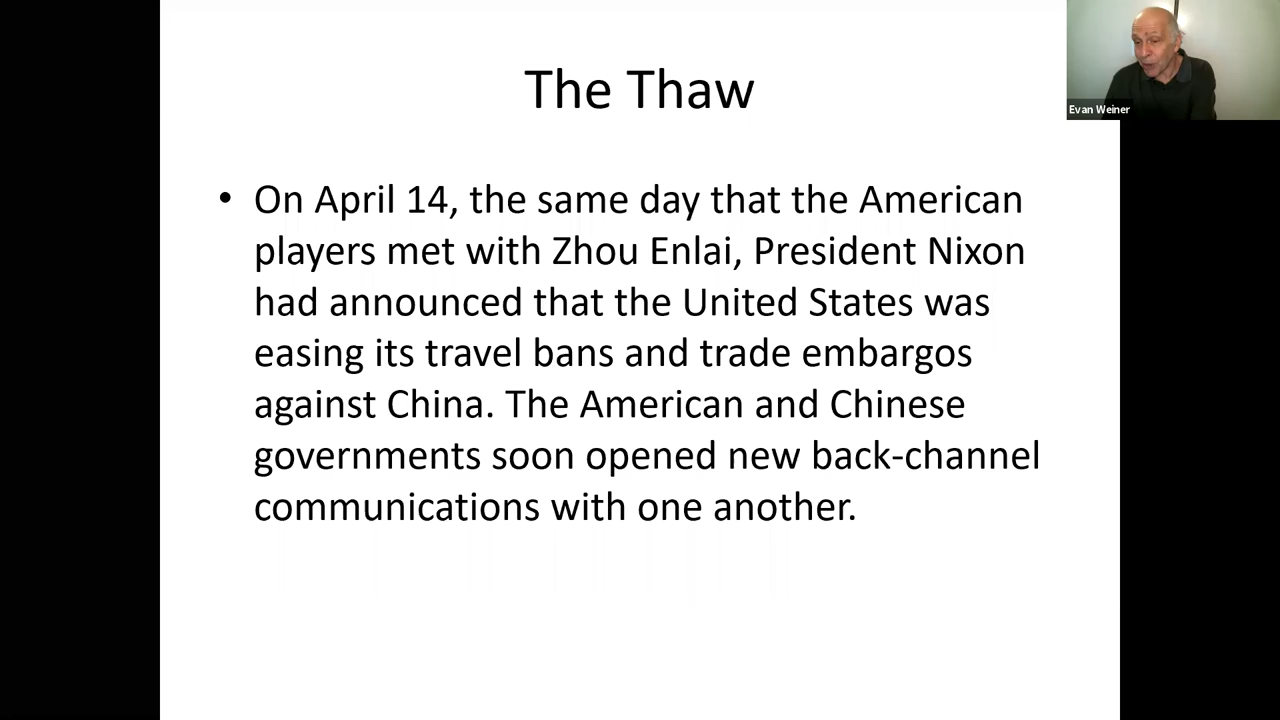 The Thaw
Evan Weiner
• On April 14, the same day that the American
players met with Zhou Enlai, President Nixon
had announced that the United States was
easing its travel bans and trade embargos
against China. The American and Chinese
governments soon opened new back-channel
communications with one another.